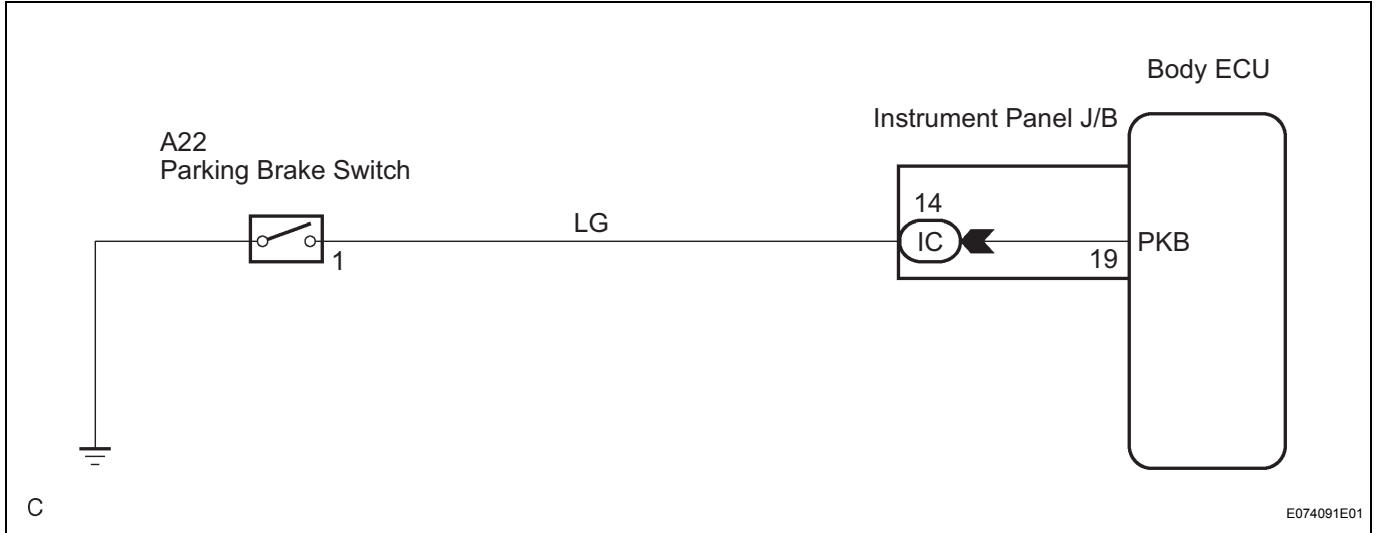 Body ECU
Instrument Panel J/B
A22
Parking Brake Switch
14
LG
IC
PKB
1
19
C
E074091E01